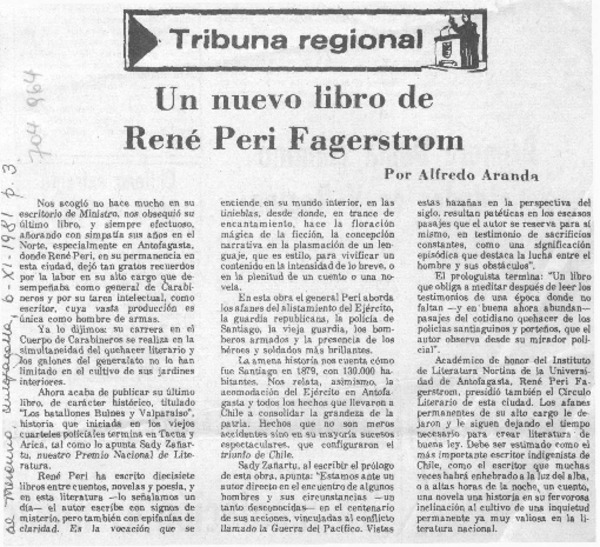 Tribuna regional
Un nuevo libro de
René Peri Fagerstrom
Por Alfredo Aranda
Nos acogió no hace mucho en su
escritorio de Ministro, nos obsequió su
último libro, y siempre efectuoso,
añorando con simpatía sus años en el
Norte, especialmente en Antofagasta,
donde René Peri, en su permanencia en
esta ciudad, dejó tan gratos recuerdos
por la labor en su alto cargo que de-
sempeñaba como general de Carabi-
neros y por su tarea intelectual, como
escritor, cuya vasta producción es
única como hombre de armas.
Ya lo dijimos: su carrera en el
Cuerpo de Carabineros se realiza en la
simultaneidad del quehacer literario y
los galones del generalato no lo han
limitado en el cultivo de sus jardines
interiores.
Ahora acaba de publicar su último
libro, de carácter histórico, titulado
"Los batallones Bulnes y Valparaíso",
historia que iniciada en los viejos
cuarteles policiales termina en Tacna y
Arica, tal como lo apunta Sady Zañar-
tu, nuestro Premio Nacional de Lite-
ratura.
René Peri ha escrito diecisiete
libros entre cuentos, novelas y poesía, y
en esta literatura —lo señalamos un
día— el autor escribe con signos de
misterio, pero también con epifanías de
claridad. Es la vocación que se
enciende, en su mundo interior, en las
tinieblas, desde donde, en trance de
encantamiento, hace la floración
mágica de la ficción, la concepción
narrativa en la plasmación de un len-
guaje, que es estilo, para vivificar un
contenido en la intensidad de lo breve, o
en la plenitud de un cuento o una no-
vela.
En esta obra el general Peri aborda
los afanes del alistamiento del Ejército,
la guardia republicana, la policía de
Santiago, la vieja guardia, los bom-
beros armados y la presencia de los
héroes y soldados más brillantes.
La amena historia nos cuenta cómo
fue Santiago en 1879, con 130.000 ha-
bitantes. Nos relata, asimismo, la
acomodación del Ejército en Anto-
fagasta y todos los hechos que llevaron a
Chile a consolidar la grandeza de la
patria. Hechos que no son meros
accidentes sino en su mayoría sucesos
espectaculares, que configuraron el
triunfo de Chile.
Sady Zañartu, al escribir el prólogo
de esta obra, apunta: "Estamos ante un
autor directo en el encuentro de algunos
hombres y sus circunstancias —un
tanto desconocidas— en el centenario
de sus acciones, vinculadas al conflicto
llamado la Guerra del Pacífico. Vistas
estas hazañas en la perspectiva del
siglo, resultan patéticas en los escasos
pasajes que el autor se reserva para sí
mismo, en testimonio de sacrificios
constantes, como una significación
episódica que destaca la lucha entre el
hombre y sus obstáculos".
El prologuista termina: "Un libro
que obliga a meditar después de leer los
testimonios de una época donde no
faltan —y en buena ahora abundan—
pasajes del cotidiano quehacer de los
policías santiaguinos y porteños, que el
autor observa desde su mirador poli-
cial".
Académico de honor del Instituto
de Literatura Nortina de la Universi-
dad de Antofagasta, René Peri Fa-
gerstrom, presidió también el Círculo
Literario de esta ciudad. Los afanes
permanentes de su alto cargo le de-
jaron y le siguen dejando el tiempo
necesario para crear literatura de
buena ley. Debe ser estimado como el
más importante escritor indigenista de
Chile, como el escritor que muchas
veces habrá enhebrado a la luz del alba,
o a altas horas de la noche, un cuento,
una novela una historia en su fervorosa
inclinación al cultivo de una inquietud
permanente ya muy valiosa en la
literatura nacional.
El Mercurio, Antofagasta, 6-XI-1981 p. 3.
704 964